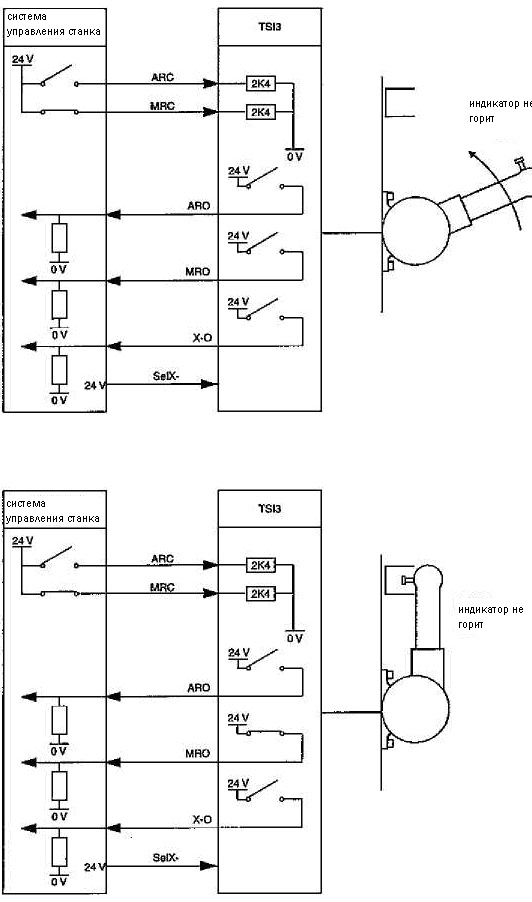 система
управления станка
TSI3
24 V
ARC
2K4
MRC
2K4
индикатор не
горит
0 V
24 V
ARO
24 V
0 V
MRO
24 V
0 V
X-O
24 V
SelX-
0 V
система
управления станка
TSI3
24 V
ARC
2K4
MRC
2K4
индикатор не
горит
0 V
24 V
ARO
24 V
0 V
MRO
24 V
0 V
X-O
24 V
SelX-
0 V